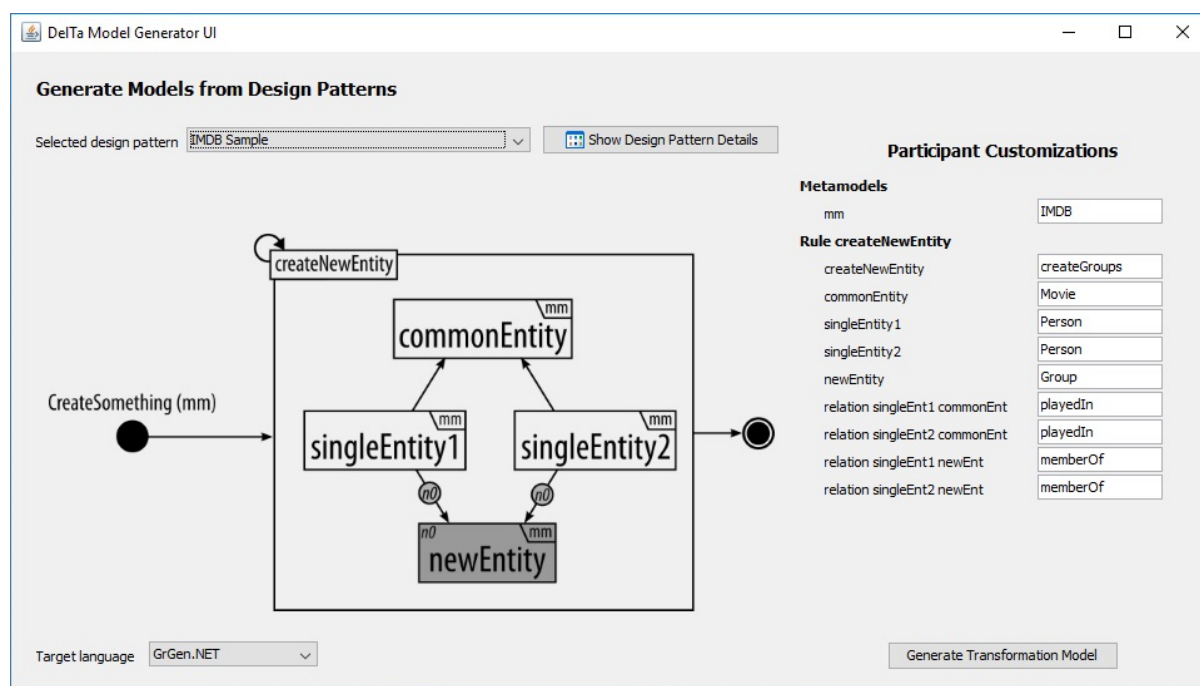 DelTa Model Generator UI
Generate Models from Design Patterns
Selected design pattern IMDB Sample Show Design Pattern Details
Participant Customizations
Metamodels
mm IMDB
Rule createNewEntity
createNewEntity createGroups
commonEntity Movie
singleEntity1 Person
singleEntity2 Person
newEntity Group
relation singleEnt1 commonEnt playedIn
relation singleEnt2 commonEnt playedIn
relation singleEnt1 newEnt memberOf
relation singleEnt2 newEnt memberOf
createNewEntity
mm
commonEntity
CreateSomething (mm)
mm mm
singleEntity1 singleEntity2
n0 n0
n0 mm
newEntity
Target language GrGen.NET
Generate Transformation Model